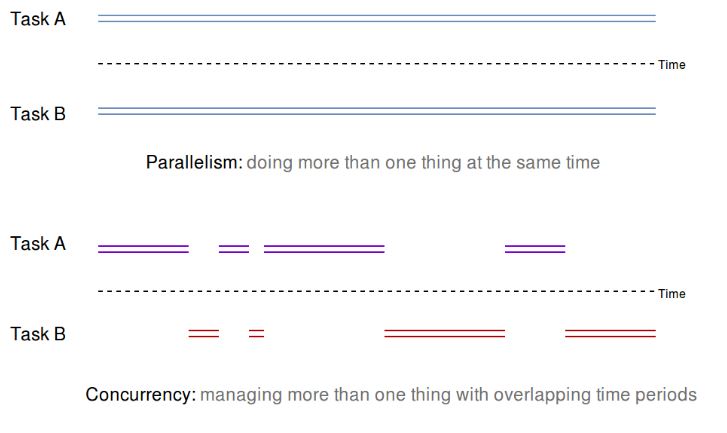 Task A
Time
Task B
Parallelism: doing more than one thing at the same time
Task A
Time
Task B
Concurrency: managing more than one thing with overlapping time periods